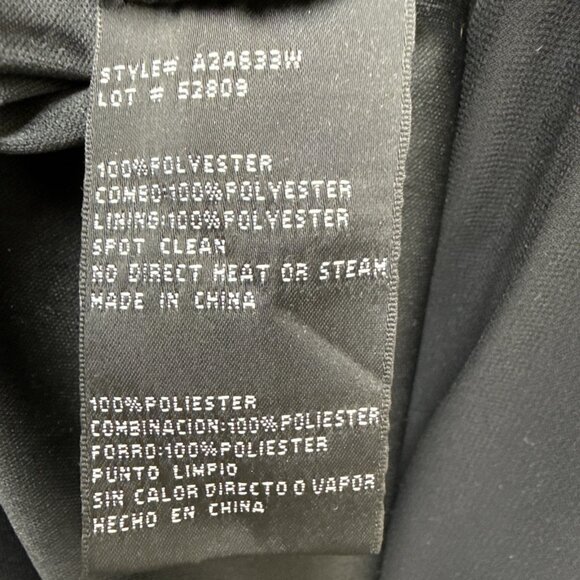 STYLE# A24633W
LOT # 52809
100%POLYESTER
COMBO:100%POLYESTER
LINING:100%POLYESTER
SPOT CLEAN
NO DIRECT HEAT OR STEAM
MADE IN CHINA
100%POLIESTER
COMBINACION:100%POLIESTER
FORRO:100%POLIESTER
PUNTO LIMPIO
SIN CALOR DIRECTO O VAPOR
HECHO EN CHINA